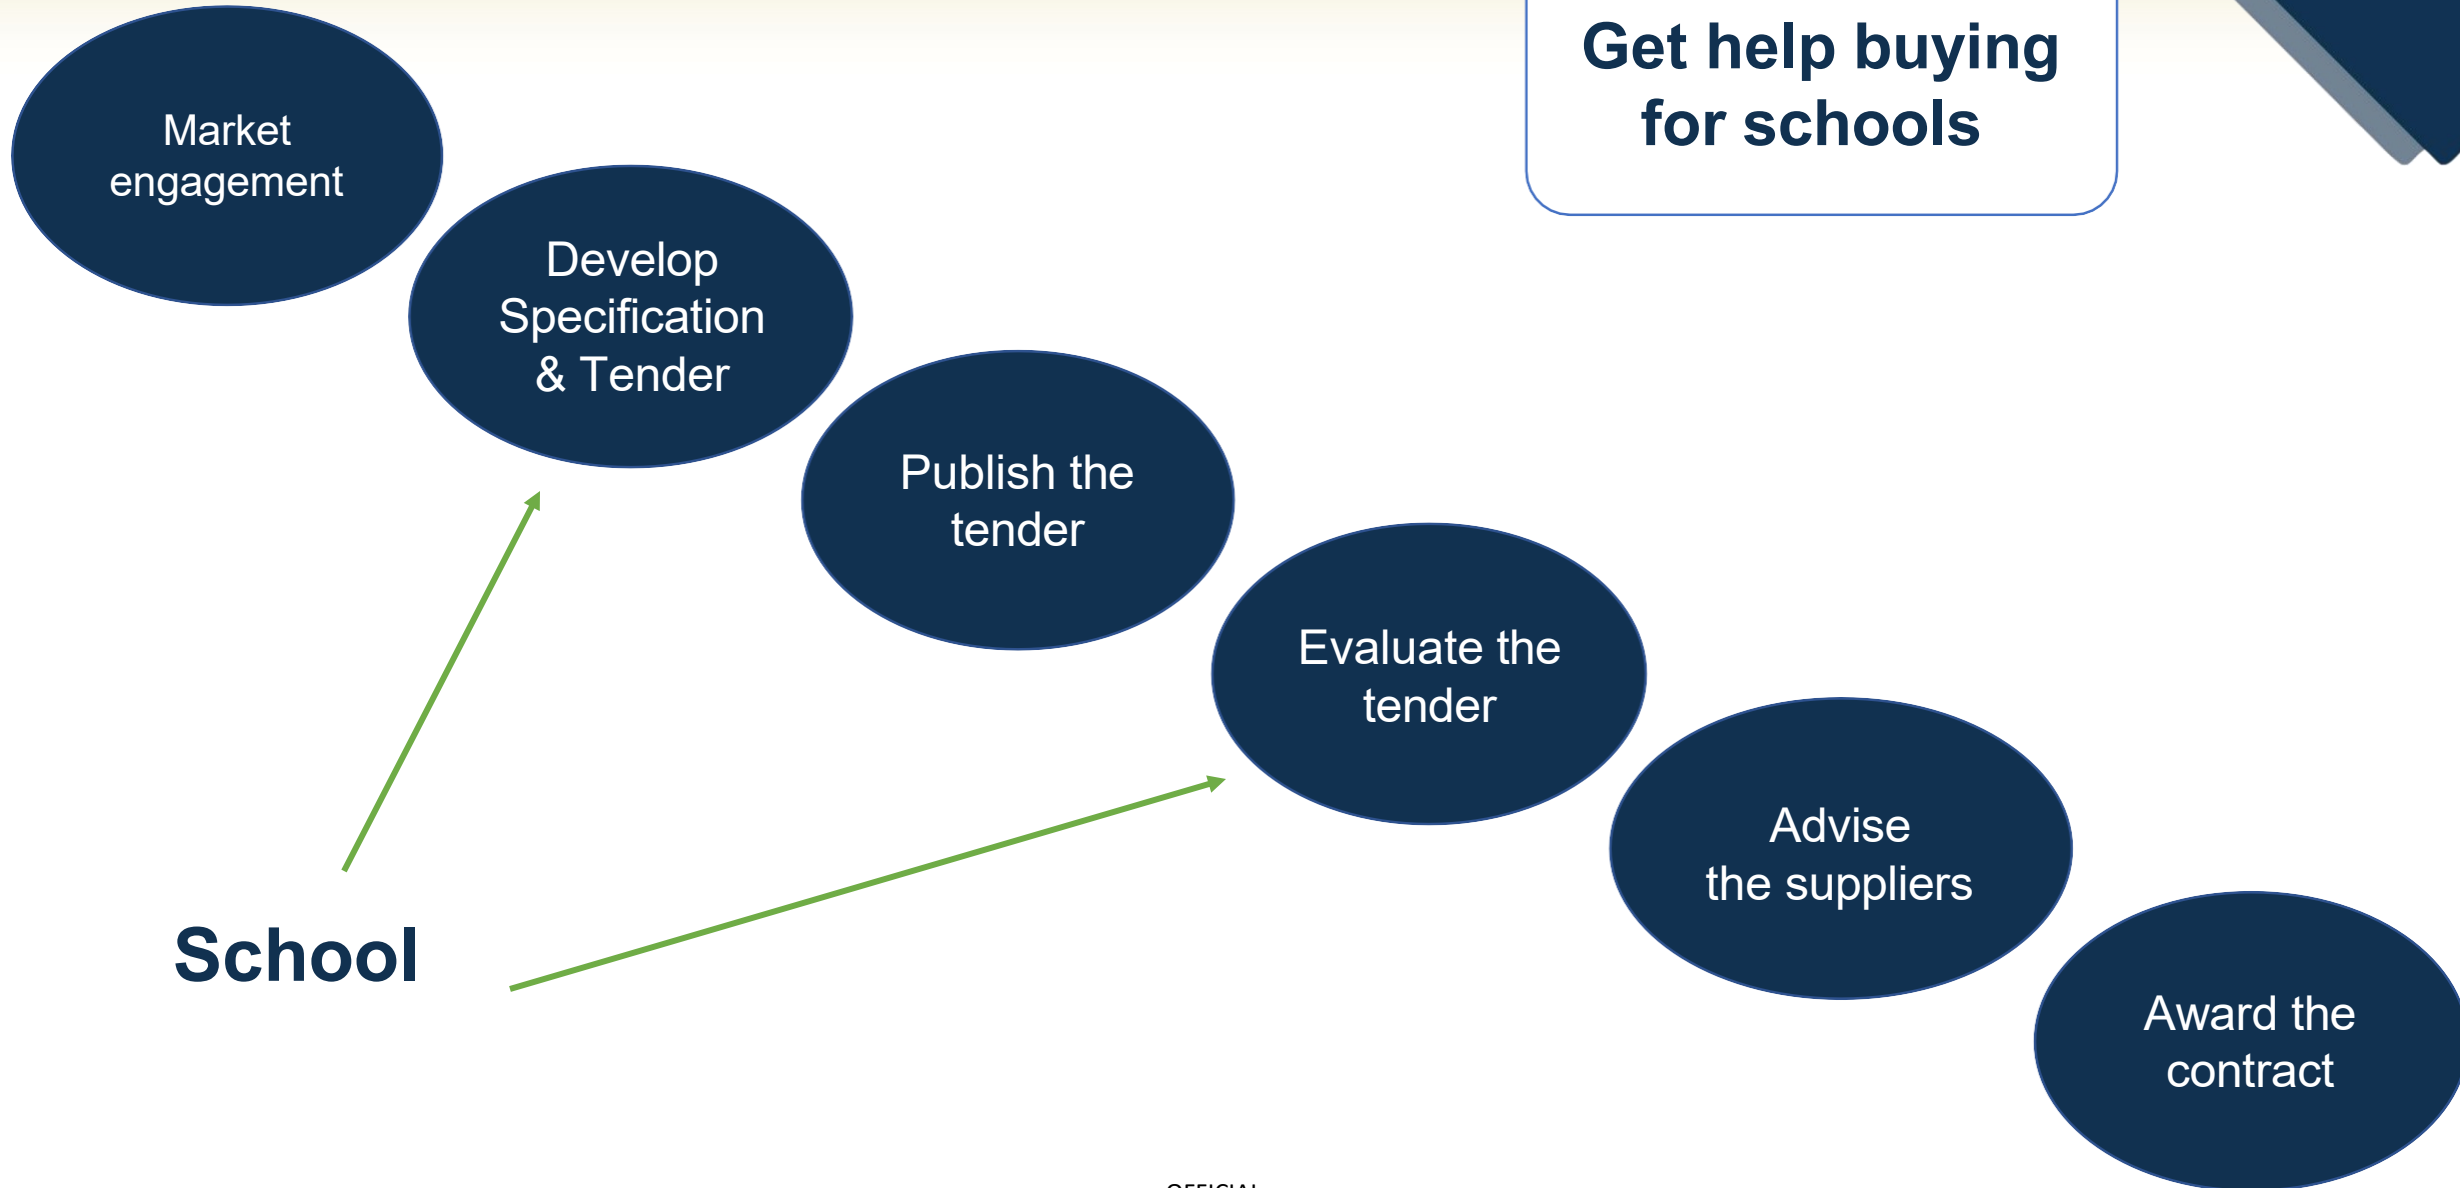 Get help buying
for schools
Market
engagement
Develop
Specification
& Tender
Publish the
tender
Evaluate the
tender
Advise
the suppliers
Award the
contract
School
OFFICIAL